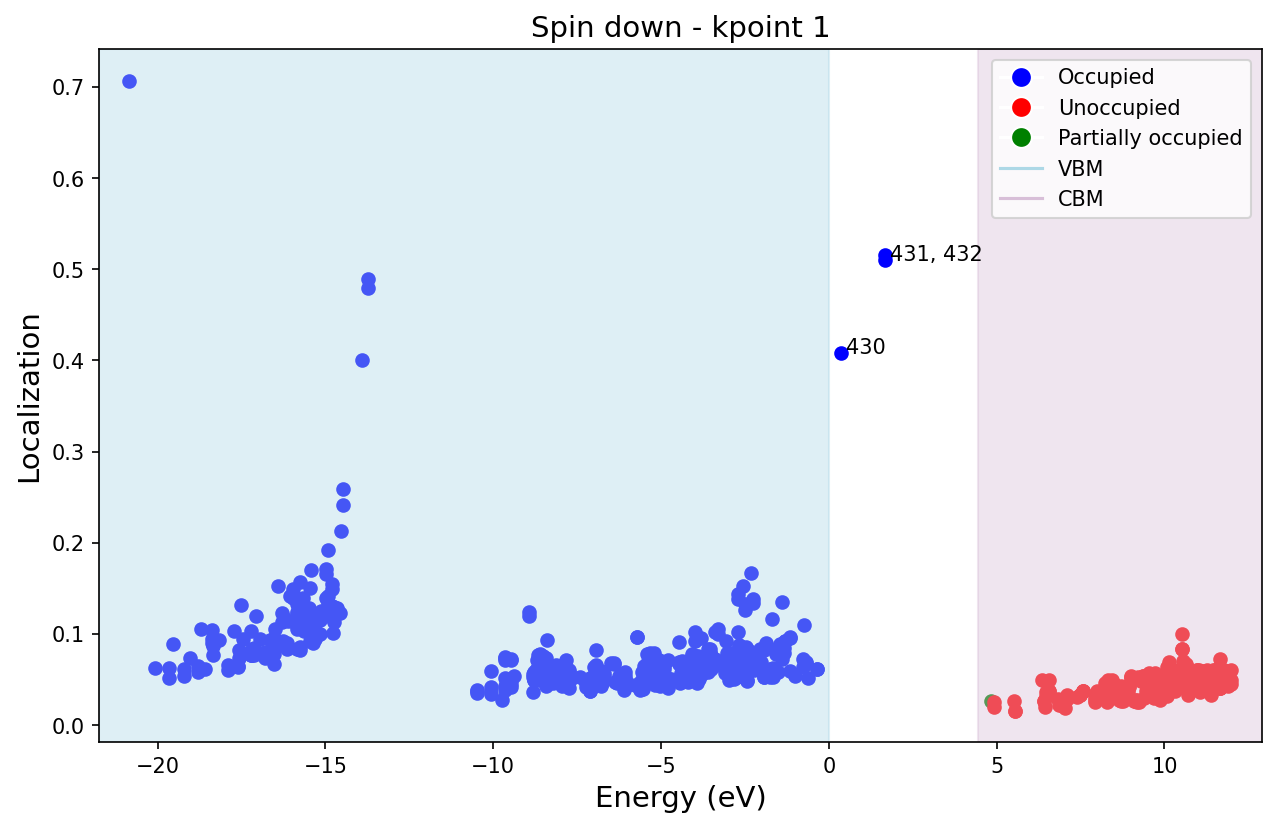 Spin down - kpoint 1
0.7
0.6
0.5
0.4
0.3
0.2
0.1
0.0
Localization
Occupied
Unoccupied
Partially occupied
VBM
CBM
431, 432
430
−20
−15
−10
−5
0
5
10
Energy (eV)